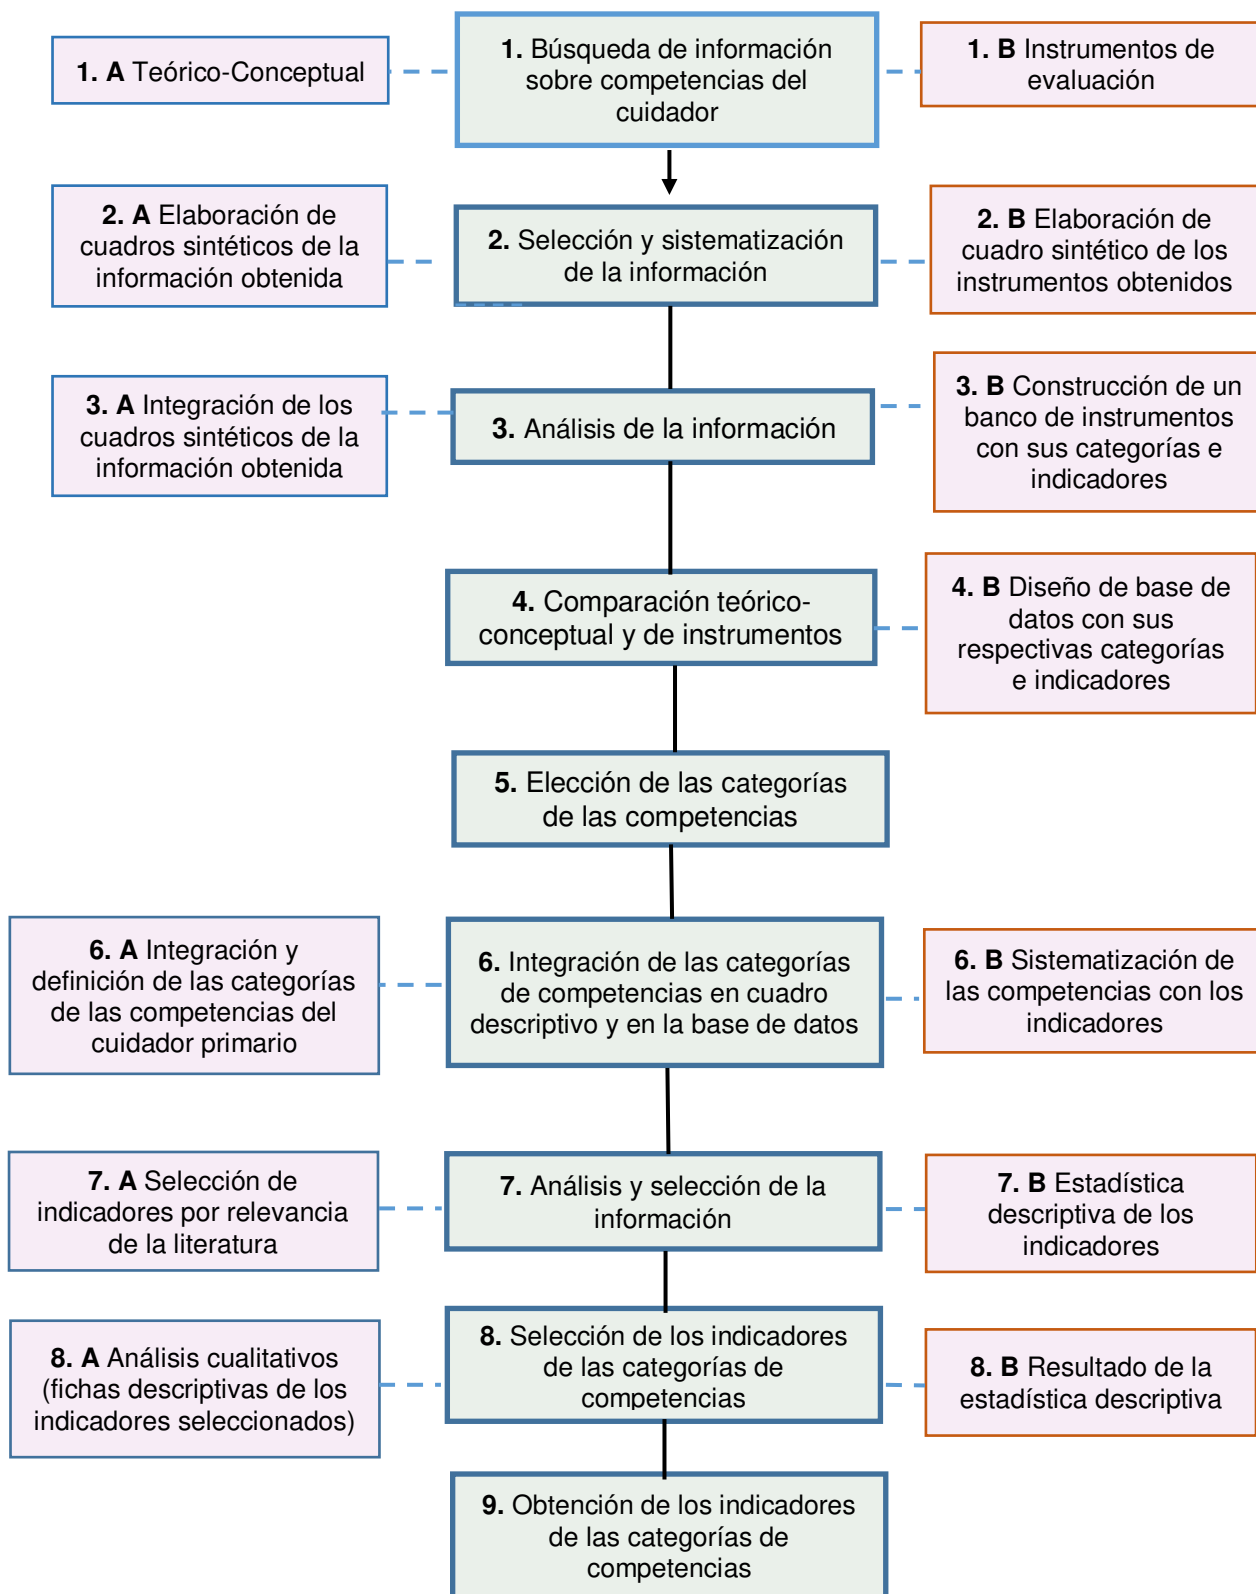 1. A Teórico-Conceptual
1. Búsqueda de información
sobre competencias del
cuidador
1. B Instrumentos de
evaluación
2. A Elaboración de
cuadros sintéticos de la
información obtenida
2. Selección y sistematización
de la información
2. B Elaboración de
cuadro sintético de los
instrumentos obtenidos
3. A Integración de los
cuadros sintéticos de la
información obtenida
3. Análisis de la información
3. B Construcción de un
banco de instrumentos
con sus categorías e
indicadores
4. Comparación teórico-
conceptual y de instrumentos
4. B Diseño de base de
datos con sus
respectivas categorías
e indicadores
5. Elección de las categorías
de las competencias
6. A Integración y
definición de las categorías
de las competencias del
cuidador primario
6. Integración de las categorías
de competencias en cuadro
descriptivo y en la base de datos
6. B Sistematización de
las competencias con los
indicadores
7. A Selección de
indicadores por relevancia
de la literatura
7. Análisis y selección de la
información
7. B Estadística
descriptiva de los
indicadores
8. A Análisis cualitativos
(fichas descriptivas de los
indicadores seleccionados)
8. Selección de los indicadores
de las categorías de
competencias
8. B Resultado de la
estadística descriptiva
9. Obtención de los indicadores
de las categorías de
competencias